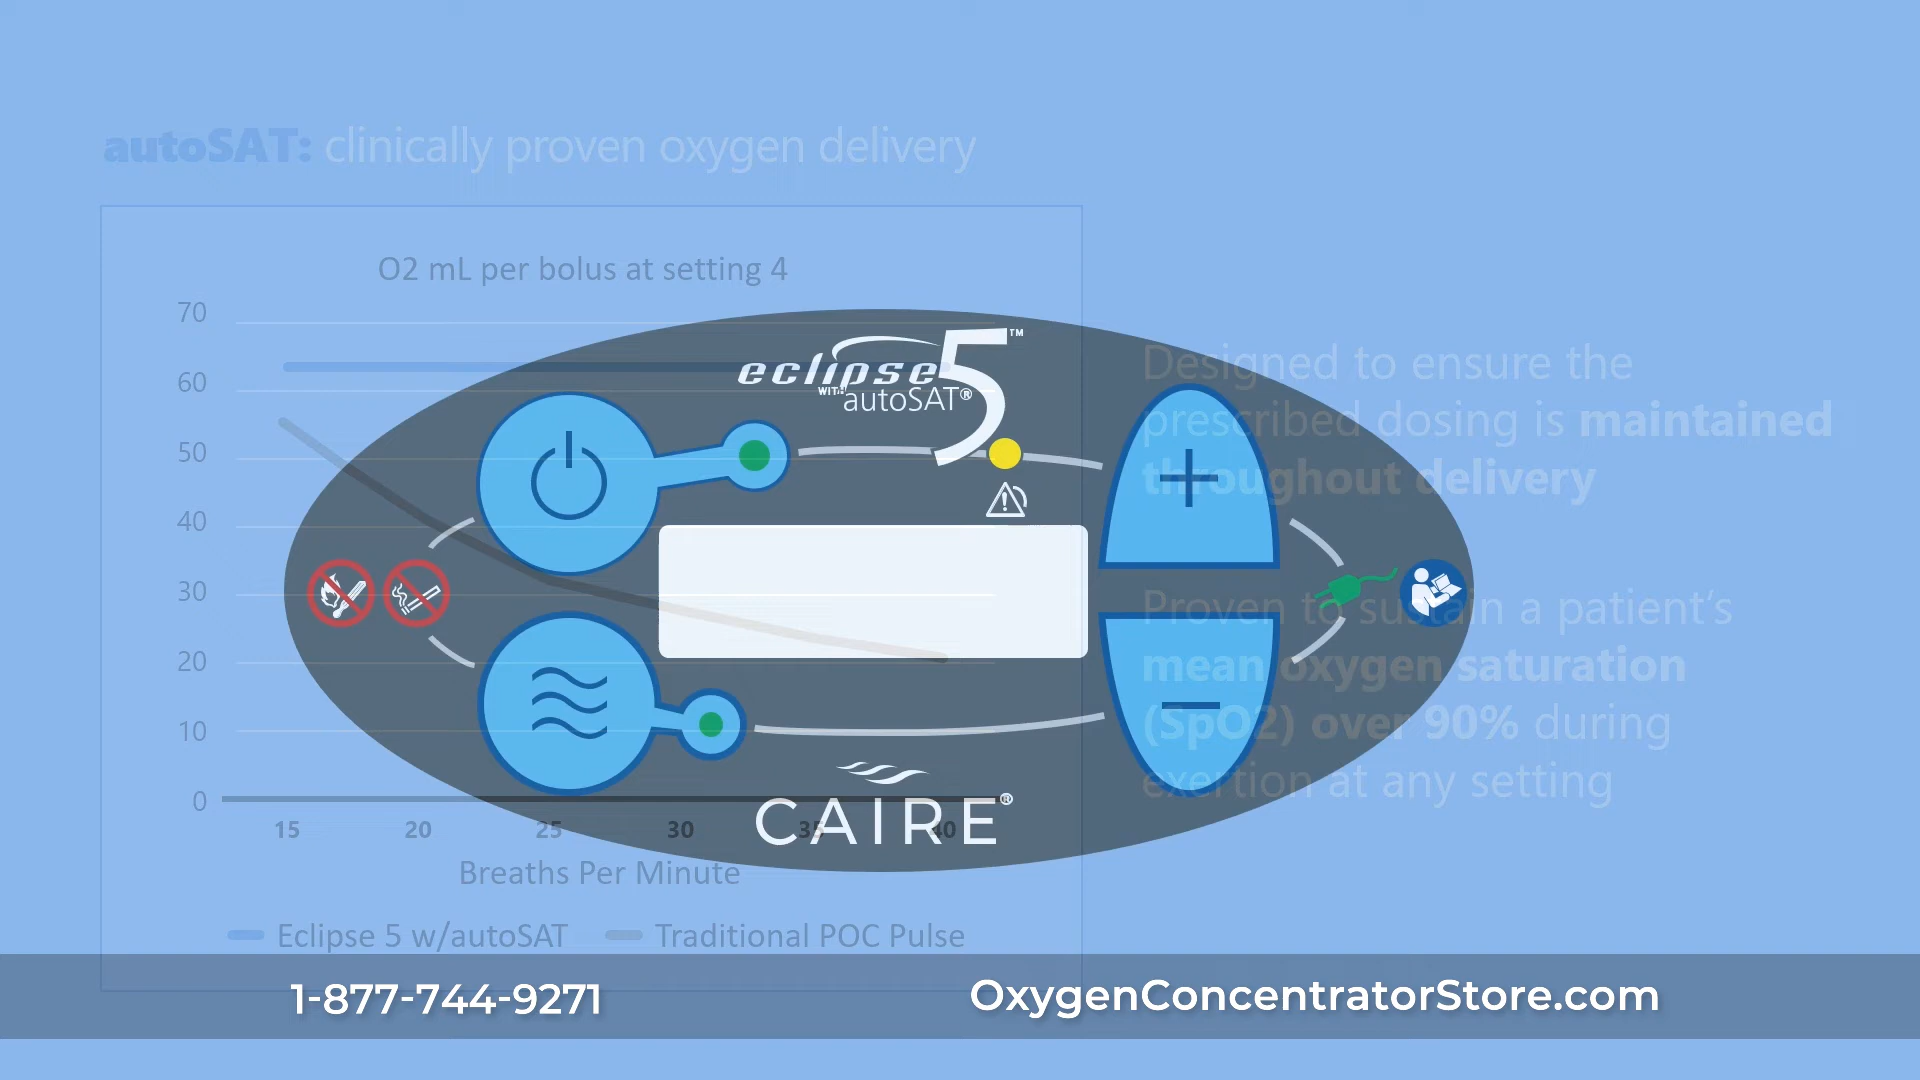 autoSAT: clinically proven oxygen delivery
O2 mL per bolus at setting 4
70
60
50
40
30
20
10
0
15 20 25 30 35 40
Breaths Per Minute
Eclipse 5 w/autoSAT Traditional POC Pulse
eclipse 5™
WITH autoSAT®
CAIRE®
Designed to ensure the
prescribed dosing is maintained
throughout delivery
Proven to sustain a patient‘s
mean oxygen saturation
(SpO2) over 90% during
exertion at any setting
1-877-744-9271
OxygenConcentratorStore.com